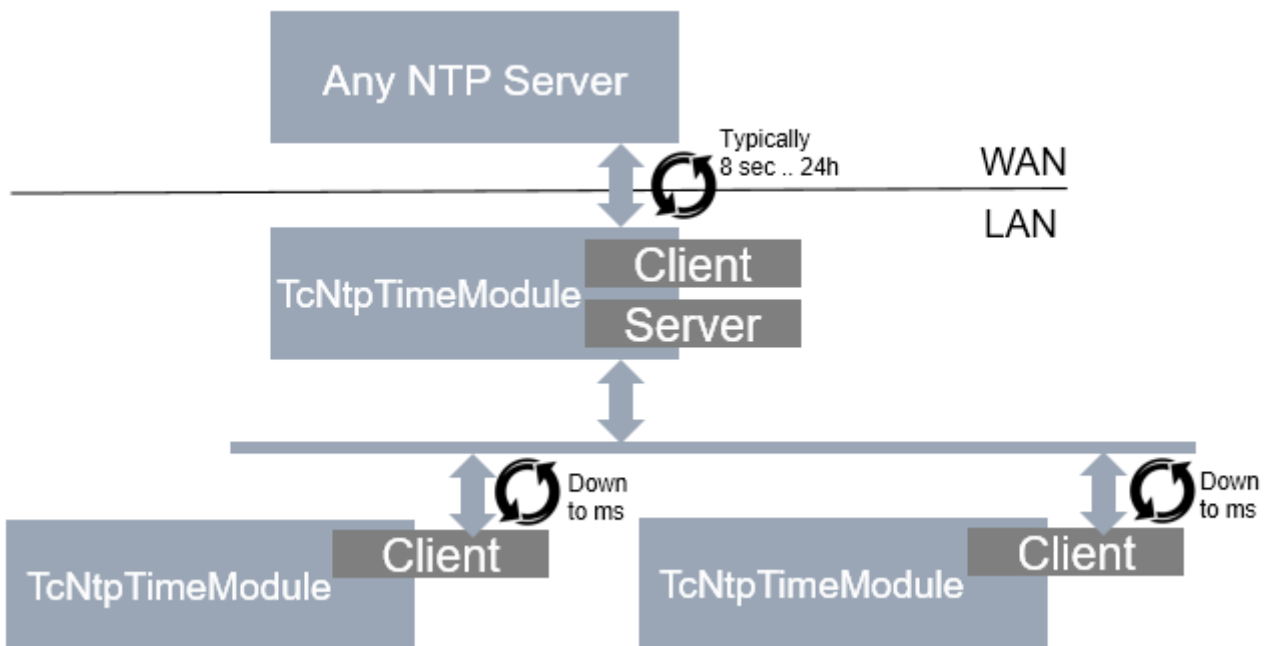 Any NTP Server
Typically
8 sec .. 24h
WAN
LAN
Client
TcNtpTimeModule
Server
Down
to ms
Down
to ms
Client
TcNtpTimeModule
Client
TcNtpTimeModule